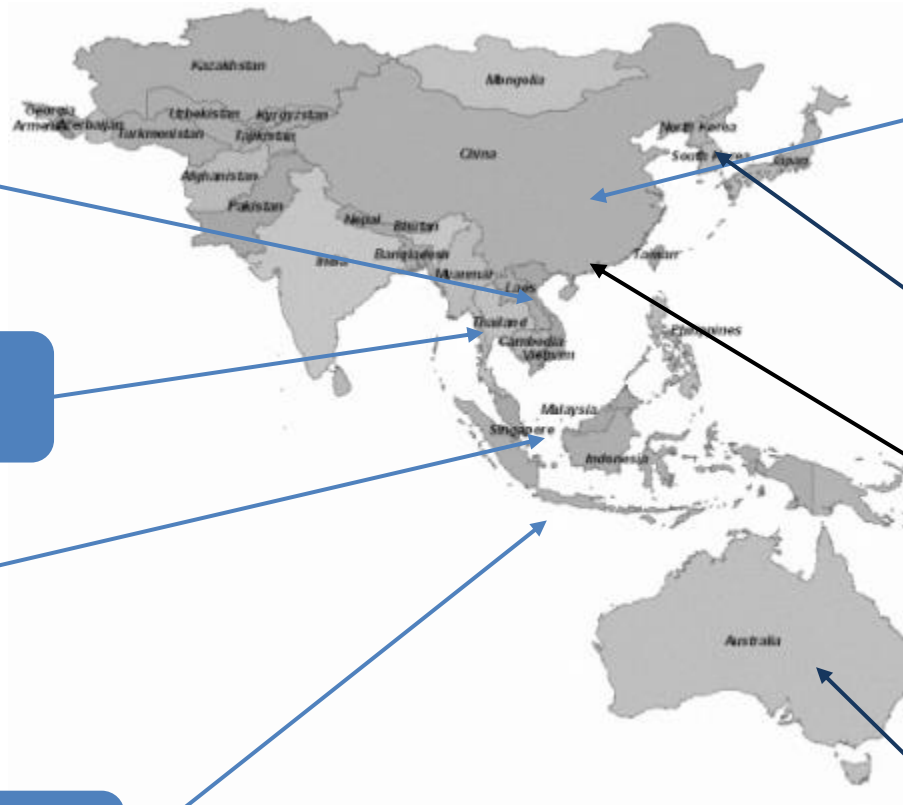 Kazakhstan
Mongolia
Georgia
Uzbekistan
Kyrgyzstan
Armenia
Azerbaijan
Turkmenistan
Tajikistan
North Korea
South Korea
Japan
China
Afghanistan
Pakistan
Nepal
Bhutan
India
Bangladesh
Taiwan
Myanmar
Laos
Thailand
Philippines
Cambodia
Vietnam
Malaysia
Singapore
Indonesia
Australia